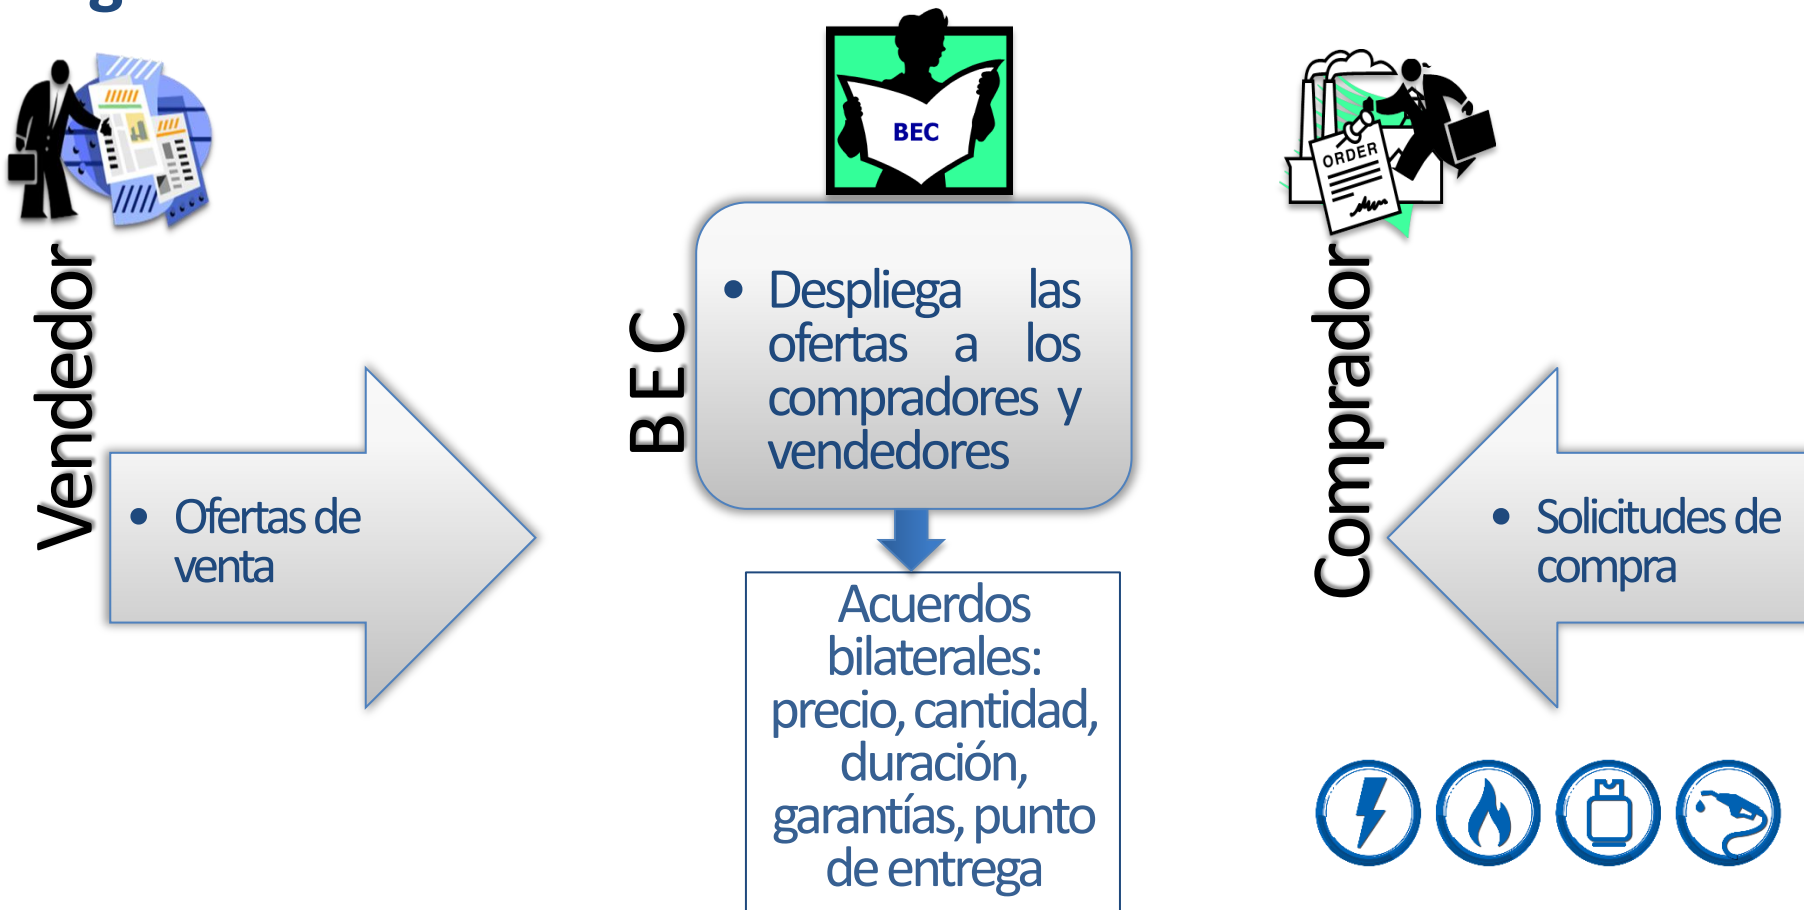 g
BEC
ORDER
Vendedor
• Ofertas de
venta
BEC
• Despliega las
ofertas a los
compradores y
vendedores
Acuerdos
bilaterales:
precio, cantidad,
duración,
garantías, punto
de entrega
Comprador
• Solicitudes de
compra